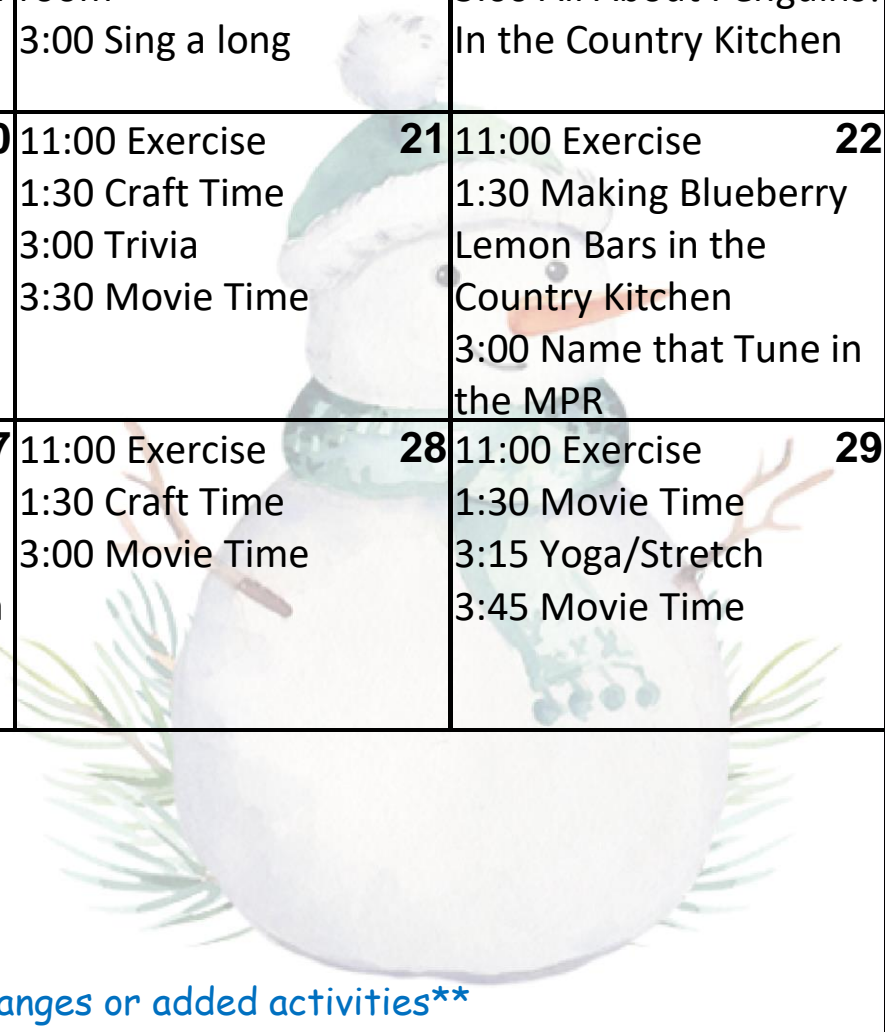 3:00 Sing a long
In the Country Kitchen
11:00 Exercise 21
1:30 Craft Time
3:00 Trivia
3:30 Movie Time
11:00 Exercise 22
1:30 Making Blueberry
Lemon Bars in the
Country Kitchen
3:00 Name that Tune in
the MPR
11:00 Exercise 28
1:30 Craft Time
3:00 Movie Time
11:00 Exercise 29
1:30 Movie Time
3:15 Yoga/Stretch
3:45 Movie Time
or added activities**